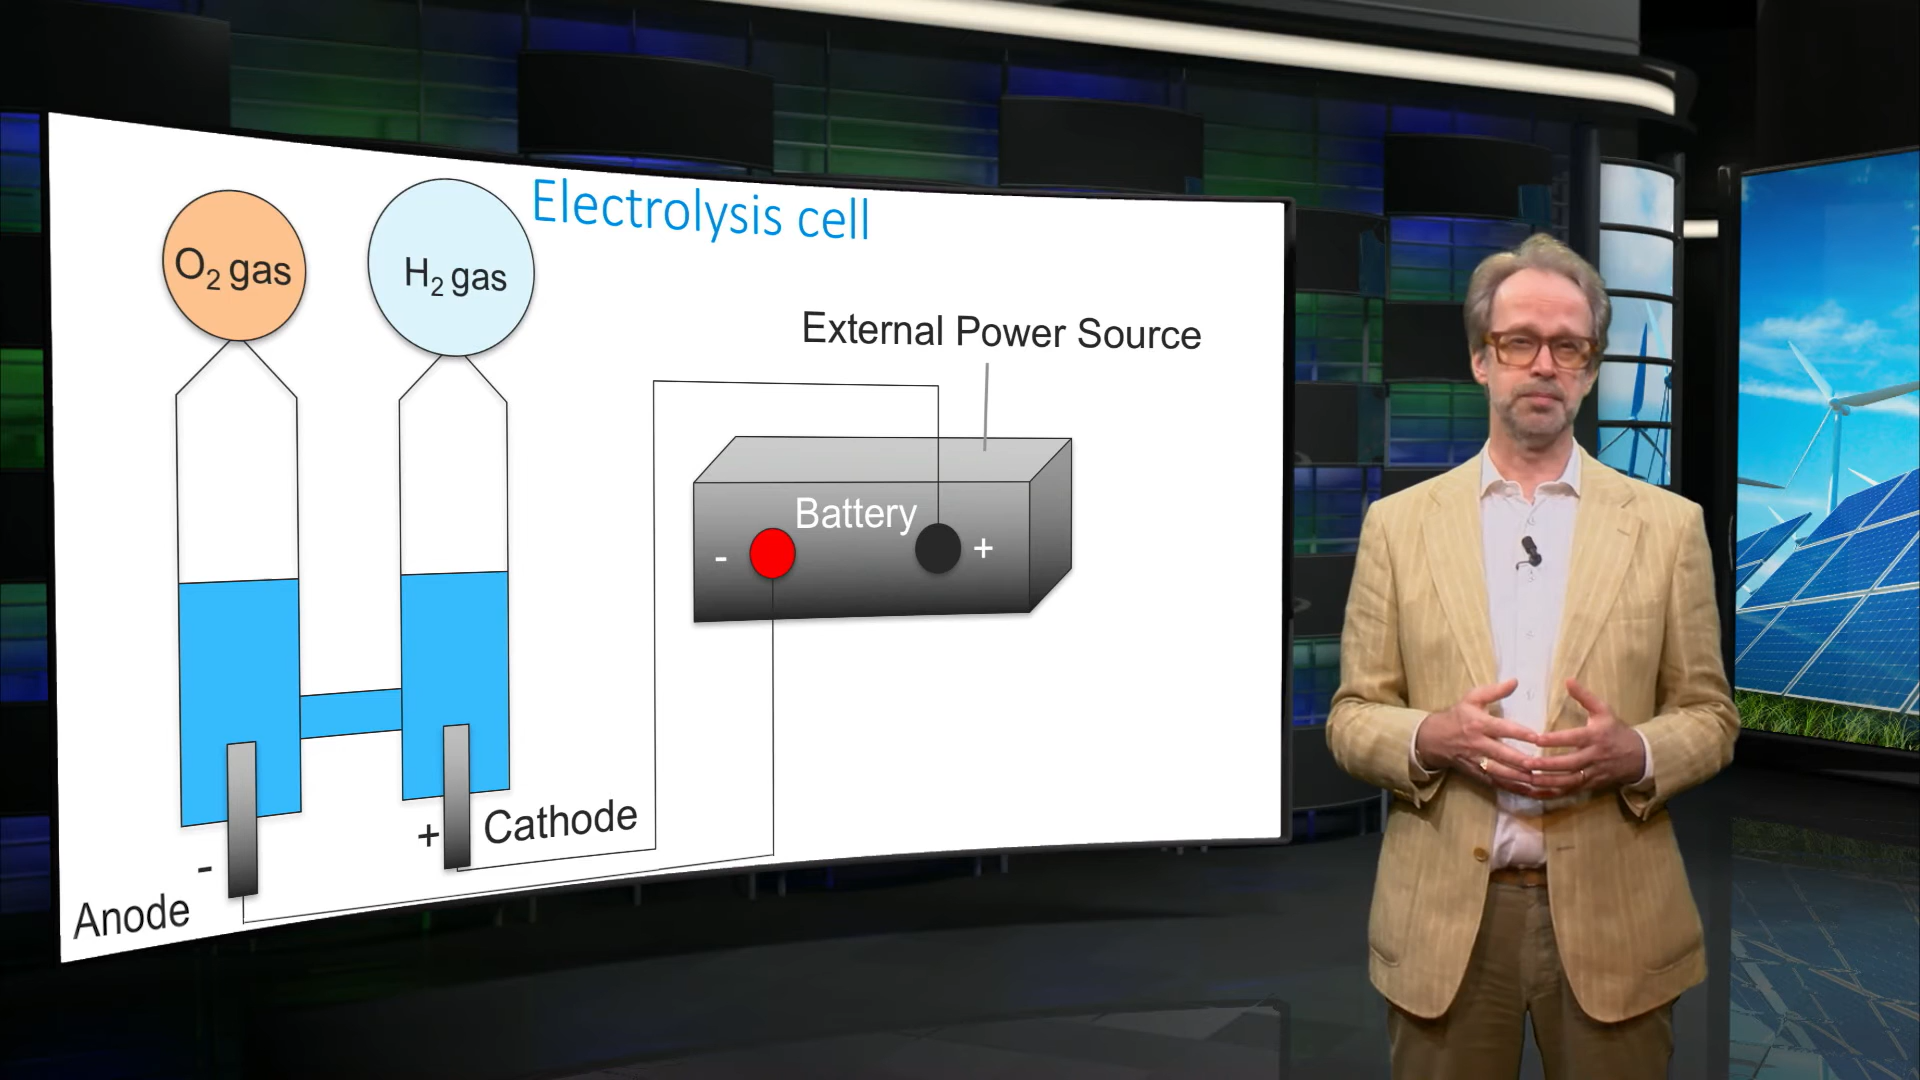 Electrolysis cell
O₂ gas
H₂ gas
External Power Source
Battery
- +
+ Cathode
-
Anode